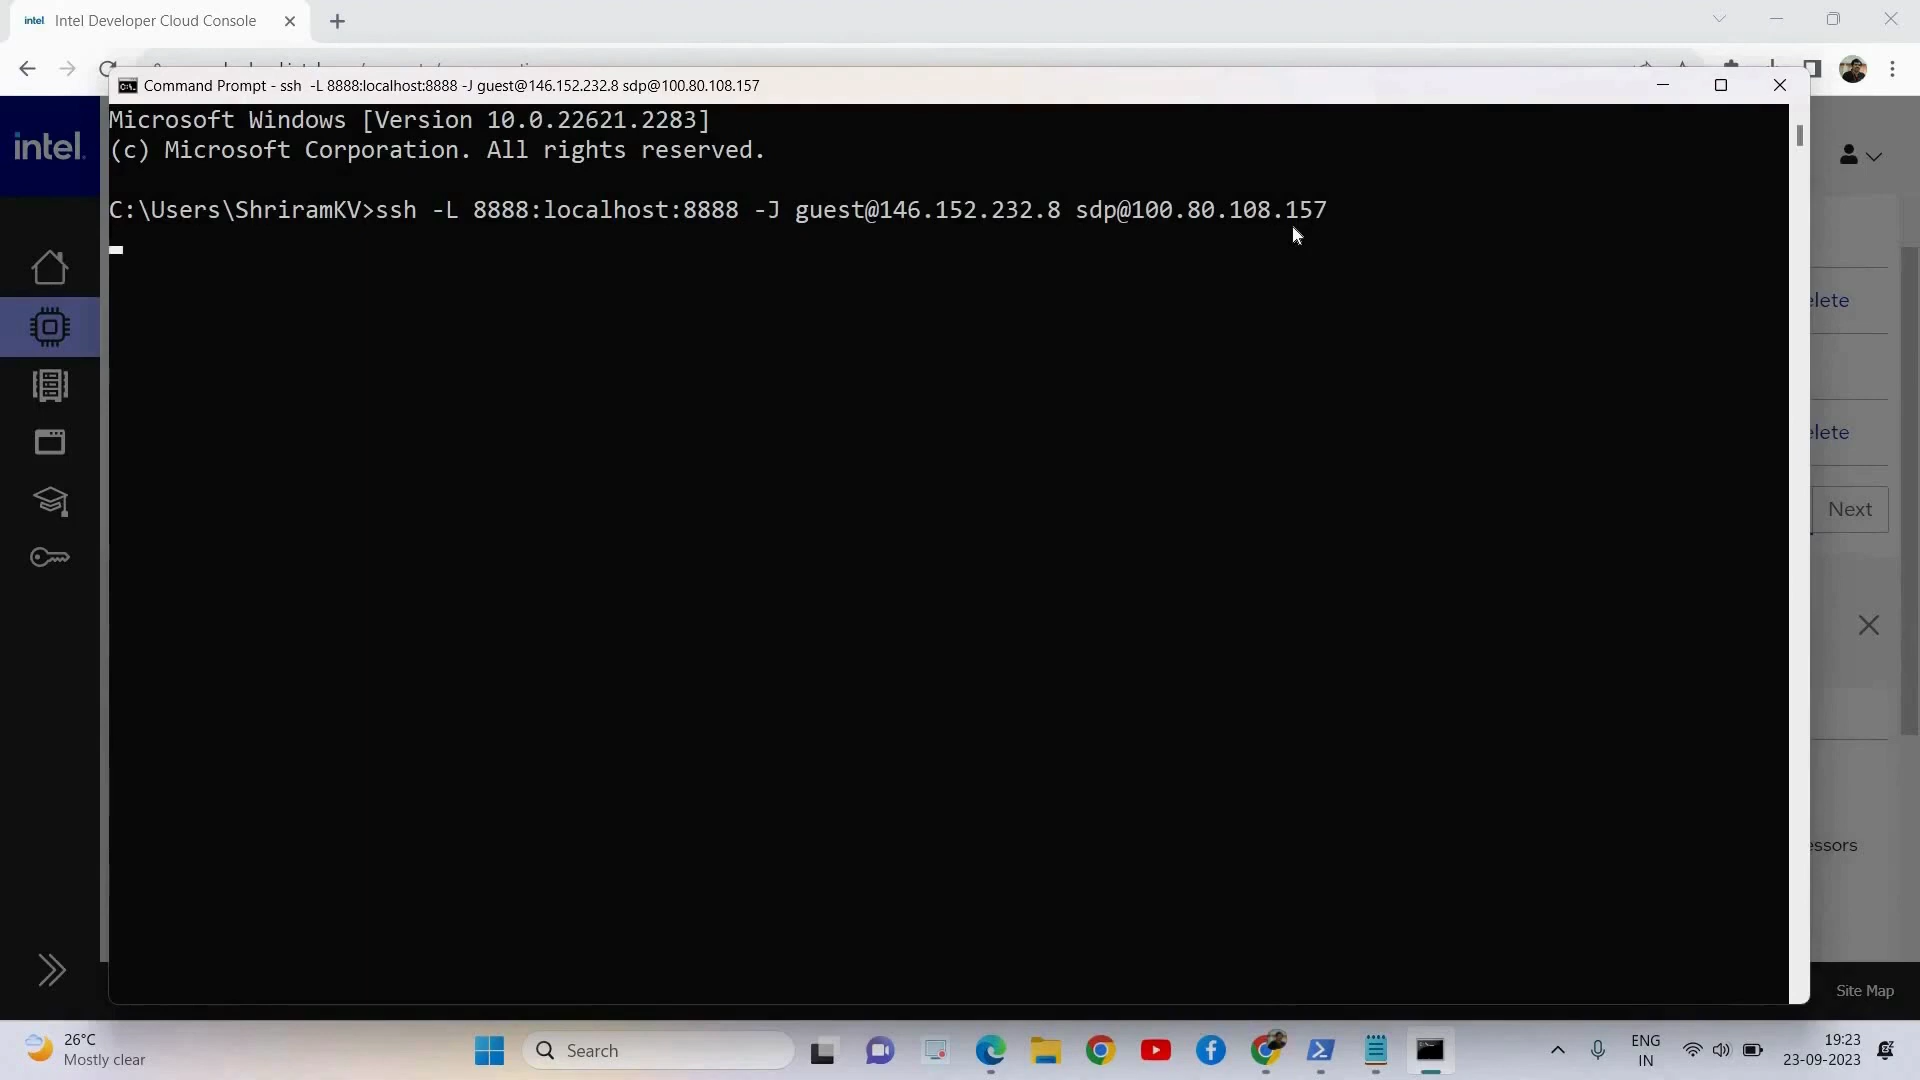 intel Intel Developer Cloud Console
Command Prompt - ssh -L 8888:localhost:8888 -J guest@146.152.232.8 sdp@100.80.108.157
Microsoft Windows [Version 10.0.22621.2283]
(c) Microsoft Corporation. All rights reserved.
intel.
C:\Users\ShriramKV>ssh -L 8888:localhost:8888 -J guest@146.152.232.8 sdp@100.80.108.157
elete
elete
Next
essors
Site Map
26°C
Mostly clear
Search
ENG
IN
19:23
23-09-2023